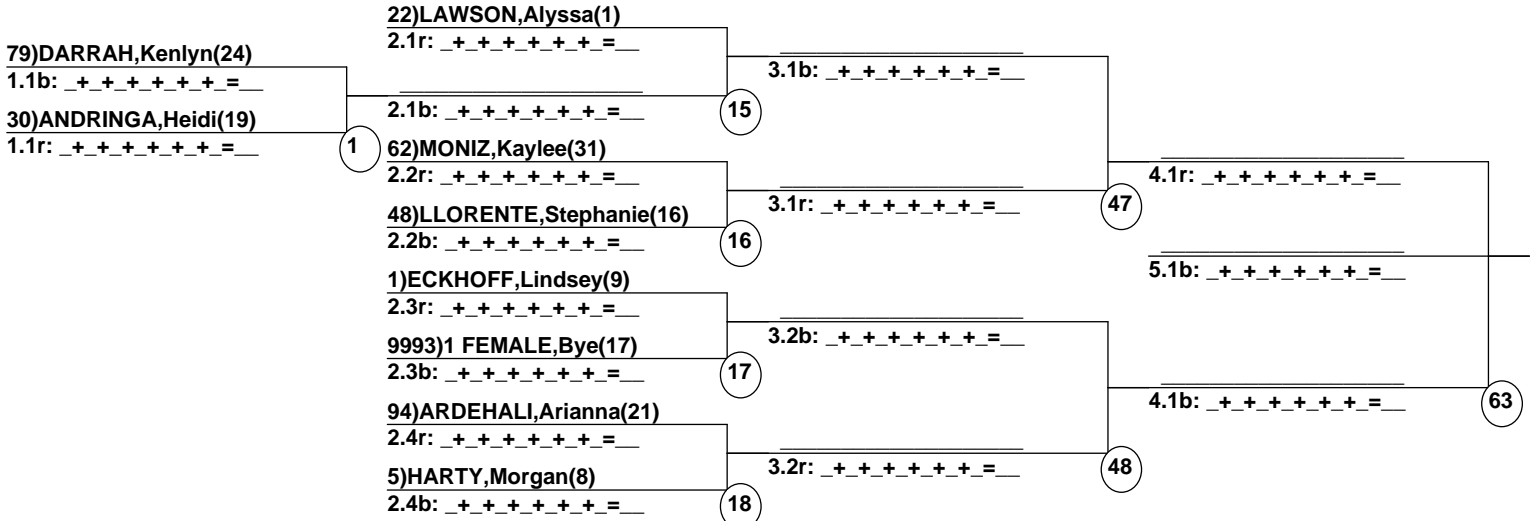 79)DARRAH,Kenlyn(24)
1.1b: _+_+_+_+_+_=__
30)ANDRINGA,Heidi(19)
1.1r: _+_+_+_+_+_=__
1
22)LAWSON,Alyssa(1)
2.1r: _+_+_+_+_+_=__
2.1b: _+_+_+_+_+_=__
15
62)MONIZ,Kaylee(31)
2.2r: _+_+_+_+_+_=__
48)LLORENTE,Stephanie(16)
2.2b: _+_+_+_+_+_=__
16
1)ECKHOFF,Lindsey(9)
2.3r: _+_+_+_+_+_=__
9993)1 FEMALE,Bye(17)
2.3b: _+_+_+_+_+_=__
17
94)ARDEHALI,Arianna(21)
2.4r: _+_+_+_+_+_=__
5)HARTY,Morgan(8)
2.4b: _+_+_+_+_+_=__
18
3.1b: _+_+_+_+_+_=__
3.1r: _+_+_+_+_+_=__
47
3.2b: _+_+_+_+_+_=__
3.2r: _+_+_+_+_+_=__
48
4.1r: _+_+_+_+_+_=__
5.1b: _+_+_+_+_+_=__
4.1b: _+_+_+_+_+_=__
63